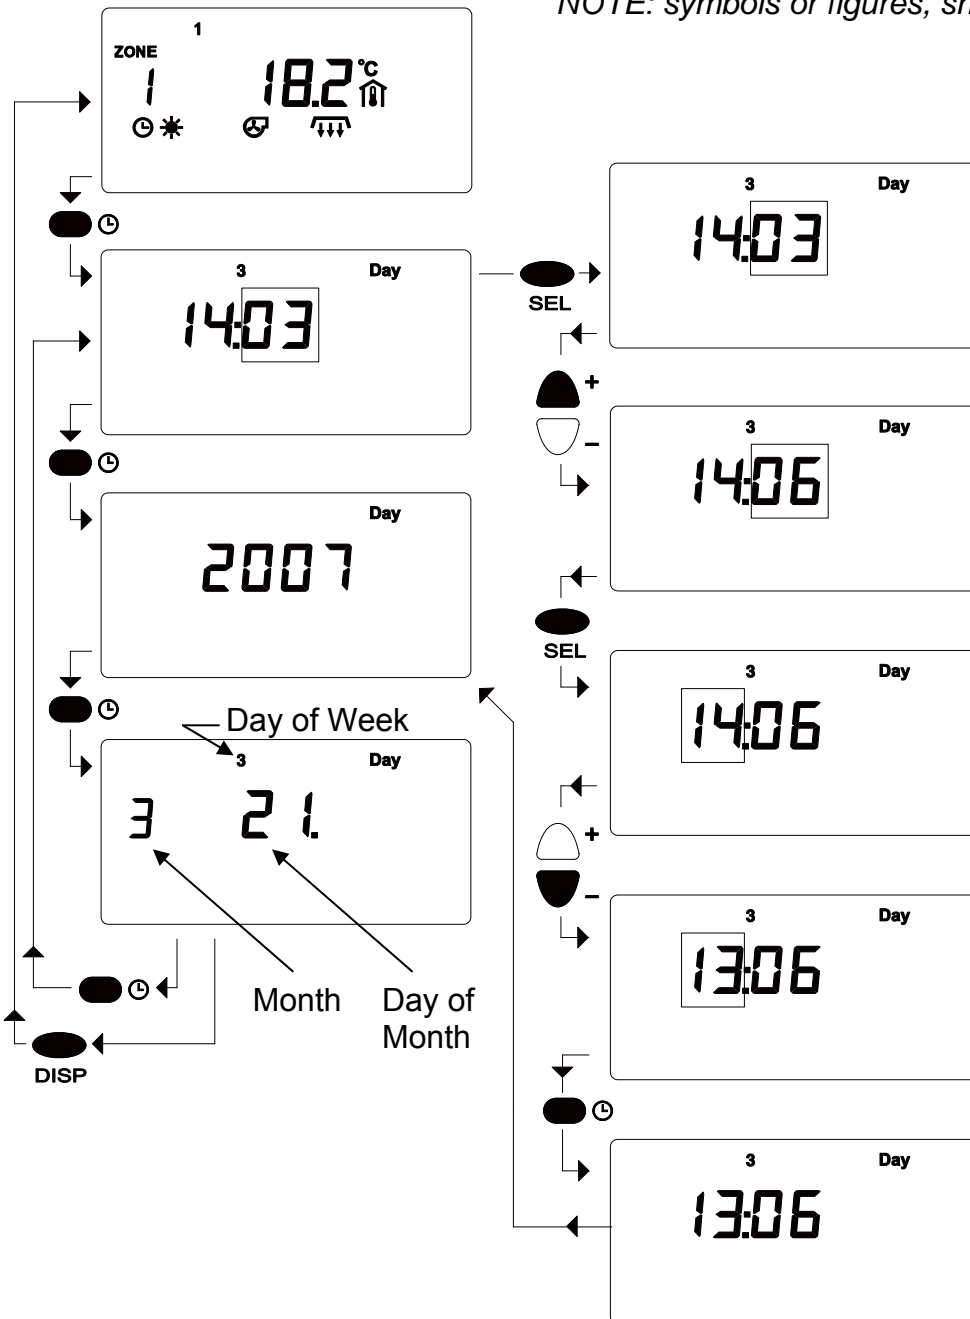 NOTE: symbols or figures, sh
1
ZONE
1 18.2 °C
3 Day
14:03
Day
2007
Day of Week
3 Day
3 21.
Month
Day of
Month
DISP
SEL
3 Day
14:03
+
-
3 Day
14:06
SEL
3 Day
14:06
+
-
3 Day
13:06
3 Day
13:06